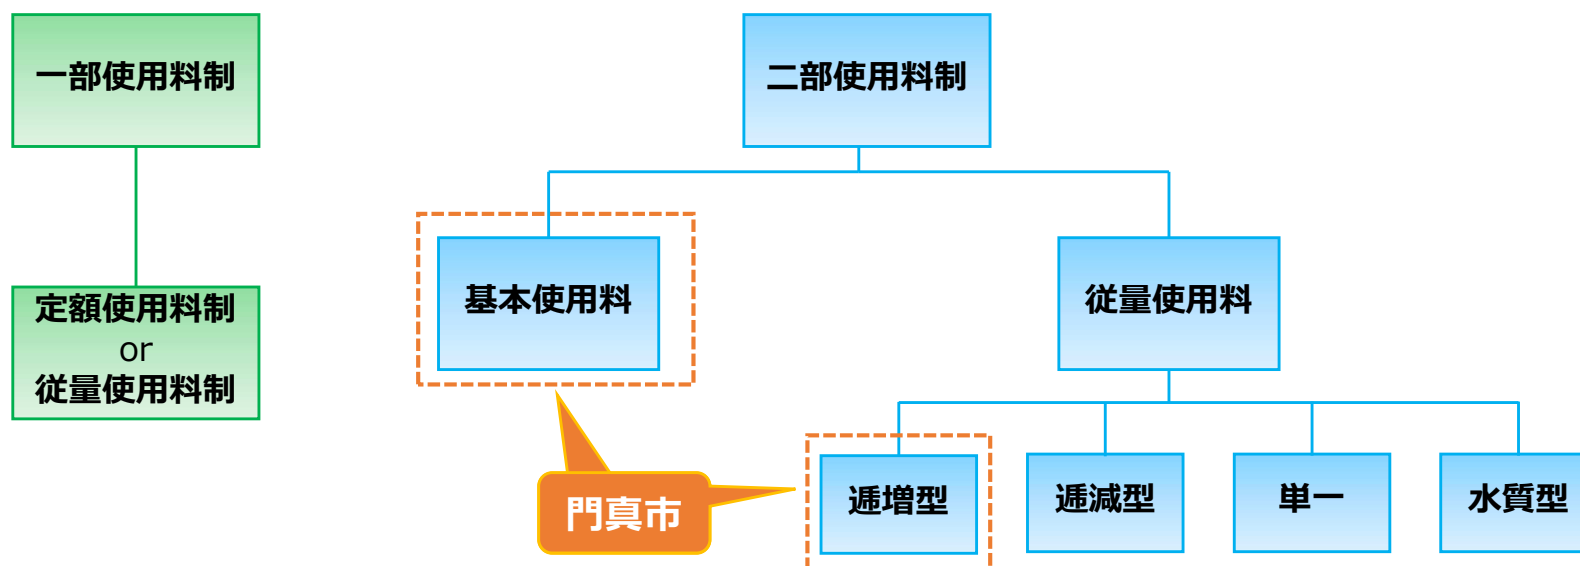 一部使用料制
二部使用料制
基本使用料
従量使用料
定額使用料制
or
従量使用料制
逓増型
逓減型
単一
水質型
門真市